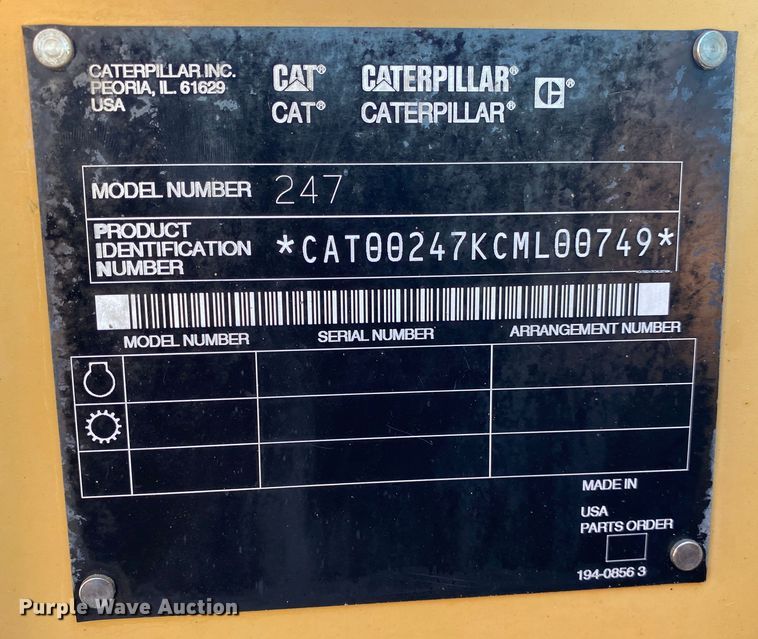 CATERPILLAR INC.
PEORIA, IL. 61629
USA
CAT® CATERPILLAR® C®
CAT® CATERPILLAR®
MODEL NUMBER 247
PRODUCT
IDENTIFICATION
NUMBER
*CAT00247KCML00749*
MODEL NUMBER SERIAL NUMBER ARRANGEMENT NUMBER
MADE IN
USA
PARTS ORDER
194-0856 3
Purple Wave Auction